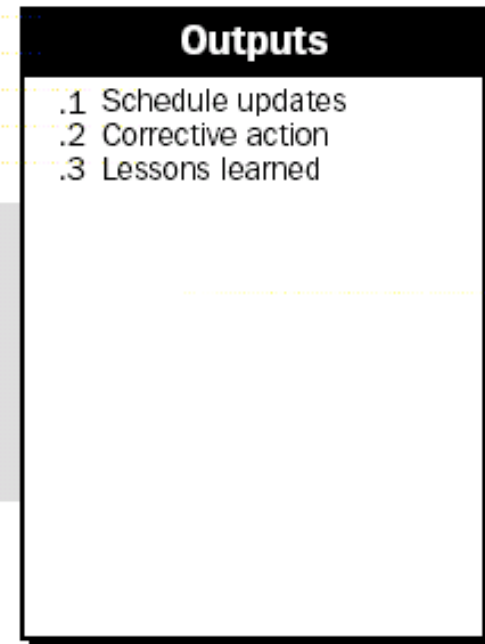 Outputs
.1 Schedule updates
.2 Corrective action
.3 Lessons learned